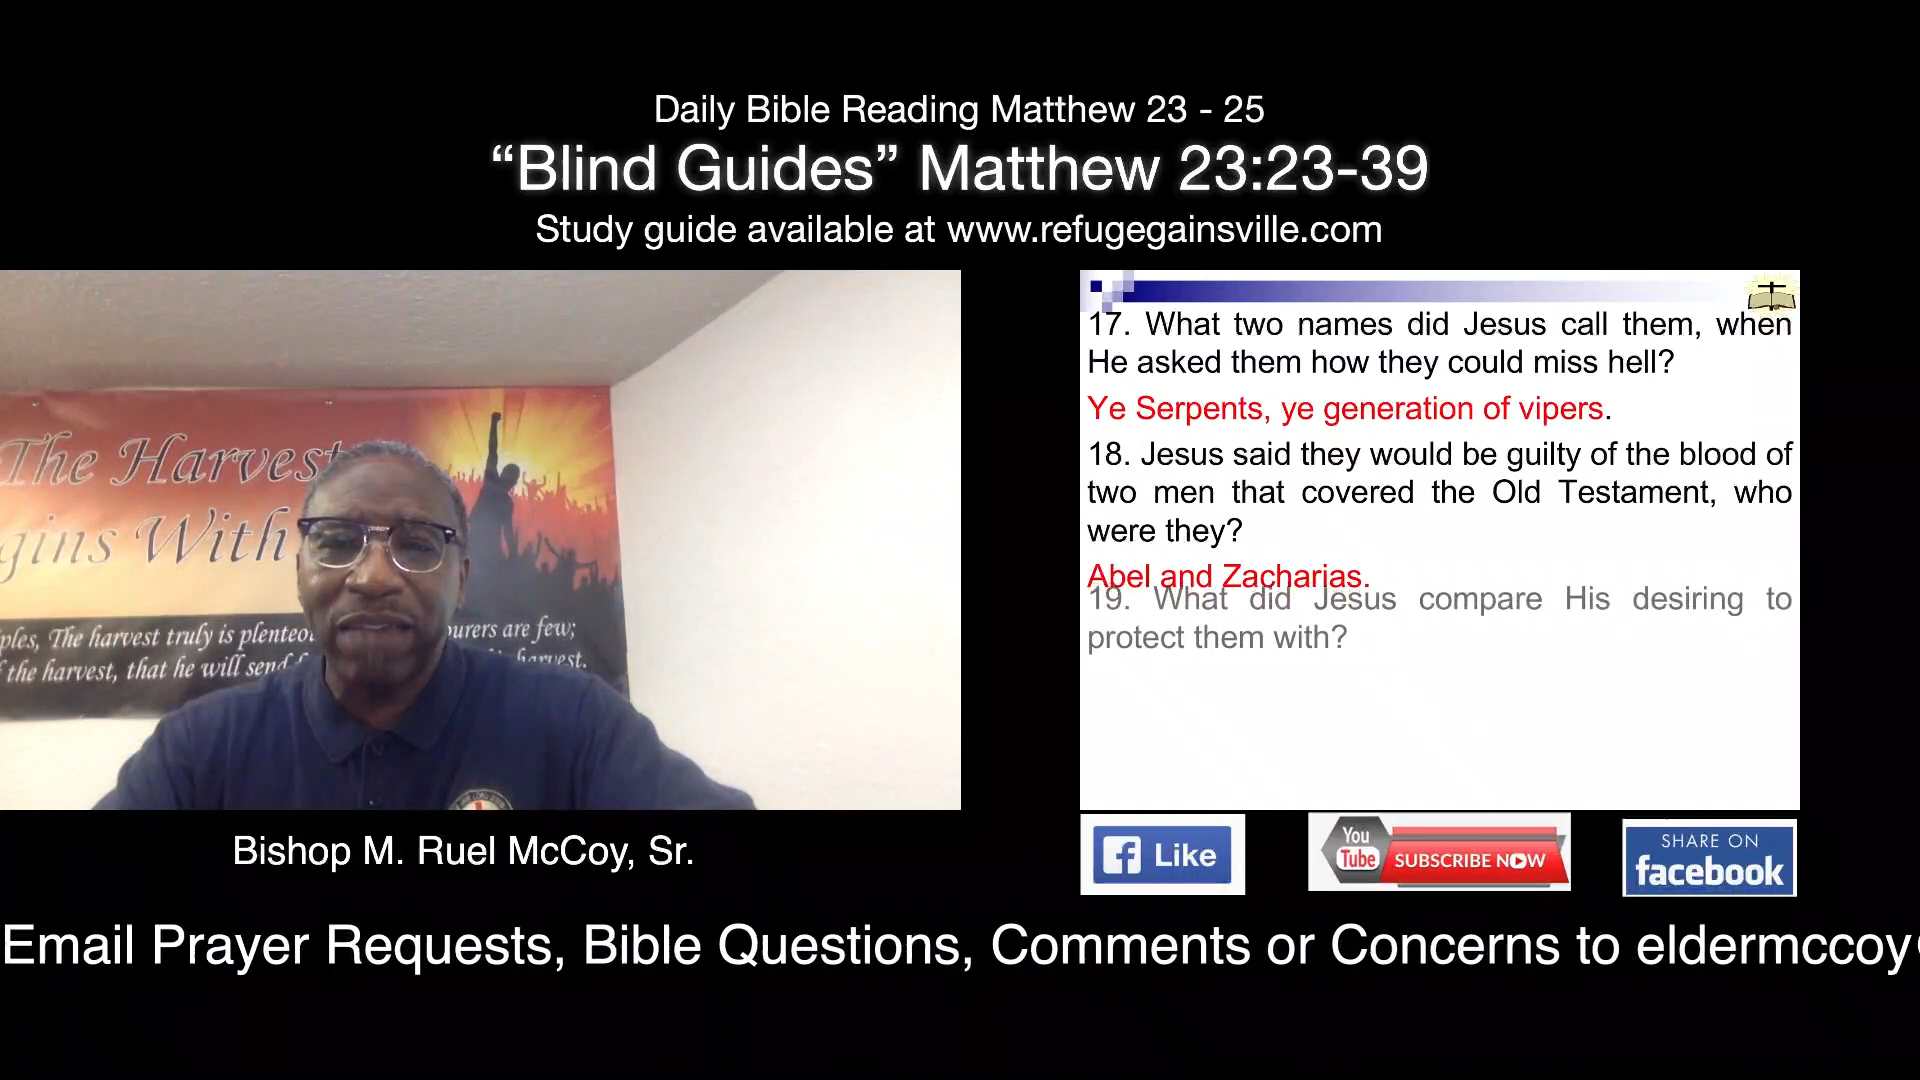 Daily Bible Reading Matthew 23 - 25
“Blind Guides” Matthew 23:23-39
Study guide available at www.refugegainsville.com
The Harvest
gins With
ples, The harvest truly is plenteou
ourers are few;
the harvest, that he will send
harvest.
17. What two names did Jesus call them, when
He asked them how they could miss hell?
Ye Serpents, ye generation of vipers.
18. Jesus said they would be guilty of the blood of
two men that covered the Old Testament, who
were they?
Abel and Zacharias.
19. What did Jesus compare His desiring to
protect them with?
Bishop M. Ruel McCoy, Sr.
Like
You
Tube
SUBSCRIBE NOW
SHARE ON
facebook
Email Prayer Requests, Bible Questions, Comments or Concerns to eldermccoy